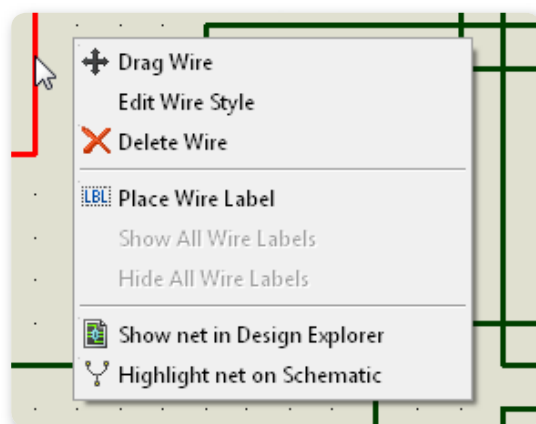 Drag Wire
Edit Wire Style
Delete Wire
LBL Place Wire Label
Show All Wire Labels
Hide All Wire Labels
Show net in Design Explorer
Highlight net on Schematic